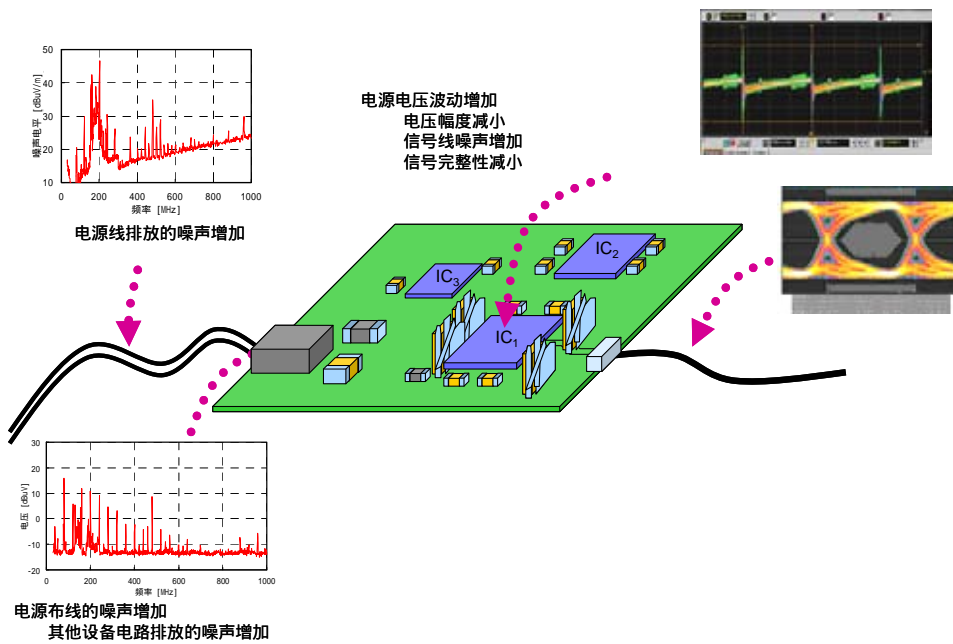 50
40
30
20
10
噪声电平 [dBuV/m]
0 200 400 600 800 1000
频率 [MHz]
电源线排放的噪声增加
电源电压波动增加
电压幅度减小
信号线噪声增加
信号完整性减小
IC2
IC3
IC1
30
20
10
0
-10
-20
电压 [dBuV]
0 200 400 600 800 1000
频率 [MHz]
电源布线的噪声增加
其他设备电路排放的噪声增加